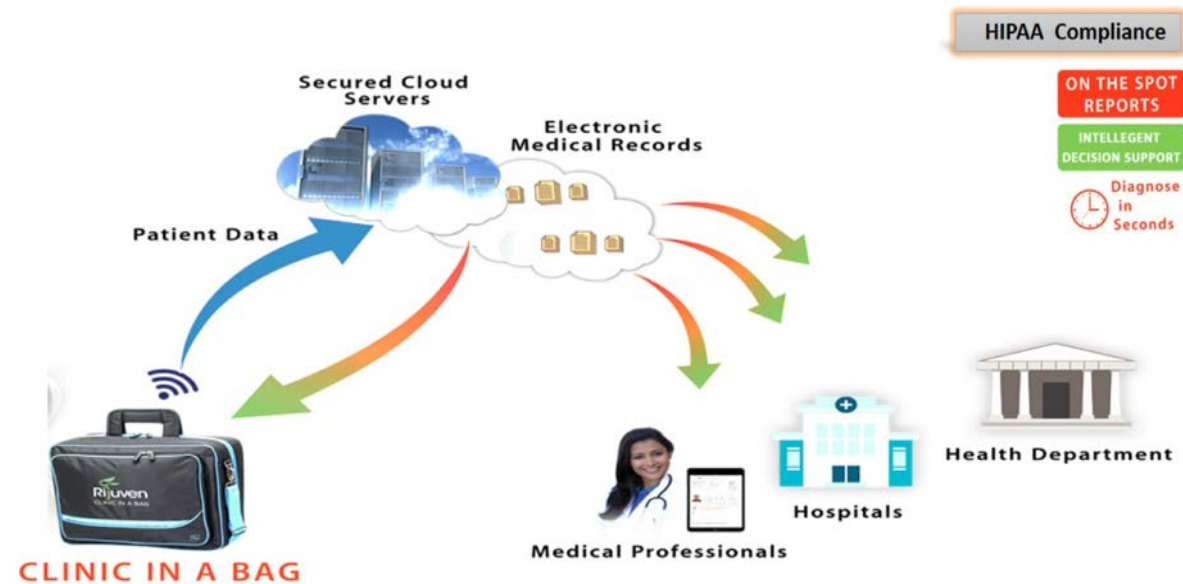 HIPAA Compliance
ON THE SPOT
REPORTS
INTELLEGENT
DECISION SUPPORT
Diagnose
in
Seconds
Secured Cloud
Servers
Electronic
Medical Records
Patient Data
Rijuven
CLINIC IN A BAG
CLINIC IN A BAG
Medical Professionals
Hospitals
Health Department